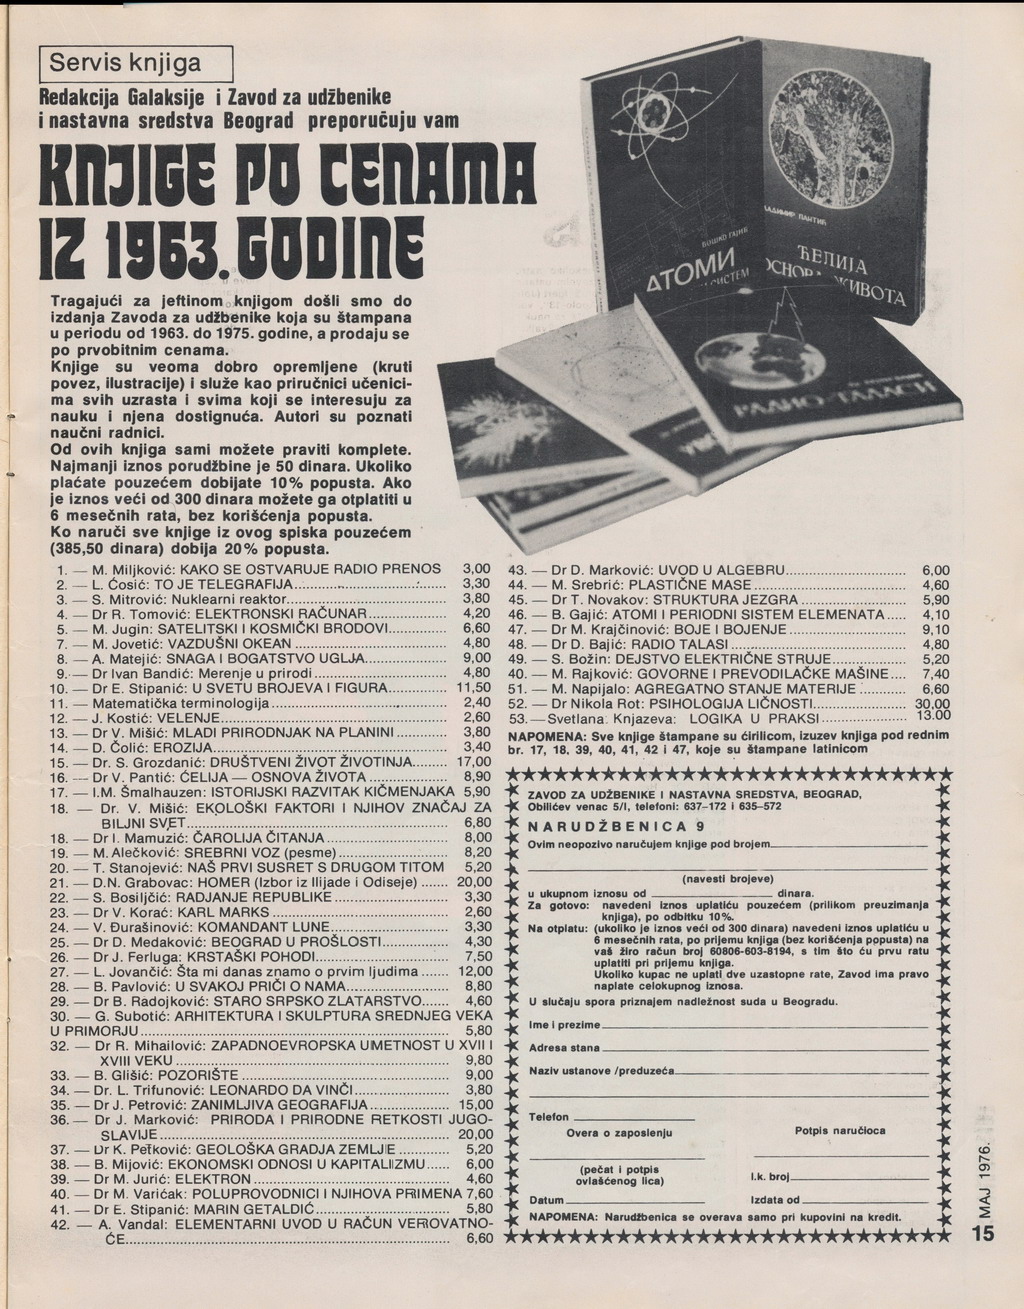 Servis knjiga
Redakcija Galaksije i Zavod za udžbenike
i nastavna sredstva Beograd preporučuju vam
KNJIGE PO CENAMA
IZ 1963. GODINE
Tragajući za jeftinom knjigom došli smo do
izdanja Zavoda za udžbenike koja su štampana
u periodu od 1963. do 1975. godine, a prodaju se
po prvobitnim cenama.
Knjige su veoma dobro opremljene (kruti
povez, ilustracije) i služe kao priručnici učenici-
ma svih uzrasta i svima koji se interesuju za
nauku i njena dostignuća. Autori su poznati
naučni radnici.
Od ovih knjiga sami možete praviti komplete.
Najmanji iznos porudžbine je 50 dinara. Ukoliko
plaćate pouzećem dobijate 10% popusta. Ako
je iznos veći od 300 dinara možete ga otplatiti u
6 mesečnih rata, bez korišćenja popusta.
Ko naruči sve knjige iz ovog spiska pouzećem
(385,50 dinara) dobija 20% popusta.
БОШКО ГАЈИЋ
АТОМИ
СИСТЕМ
ВЛАДИМИР ПАНТИЋ
ЋЕЛИЈА
ОСНОВА ЖИВОТА
РАДИО-ТАЛАСИ
1. — M. Miljković: KAKO SE OSTVARUJE RADIO PRENOS 3,00
2. — L. Ćosić: TO JE TELEGRAFIJA 3,30
3. — S. Mitrović: Nuklearni reaktor 3,80
4. — Dr R. Tomović: ELEKTRONSKI RAČUNAR 4,20
5. — M. Jugin: SATELITSKI I KOSMIČKI BRODOVI 6,60
7. — M. Jovetić: VAZDUŠNI OKEAN 4,80
8. — A. Matejić: SNAGA I BOGATSTVO UGLJA 9,00
9. — Dr Ivan Bandić: Merenje u prirodi 4,80
10. — Dr E. Stipanić: U SVETU BROJEVA I FIGURA 11,50
11. — Matematička terminologija 2,40
12. — J. Kostić: VELENJE 2,60
13. — Dr V. Mišić: MLADI PRIRODNJAK NA PLANINI 3,80
14. — D. Čolić: EROZIJA 3,40
15. — Dr. S. Grozdanić: DRUŠTVENI ŽIVOT ŽIVOTINJA 17,00
16. — Dr V. Pantić: ĆELIJA — OSNOVA ŽIVOTA 8,90
17. — I.M. Šmalhauzen: ISTORIJSKI RAZVITAK KIČMENJAKA 5,90
18. — Dr. V. Mišić: EKOLOŠKI FAKTORI I NJIHOV ZNAČAJ ZA
BILJNI SVET 6,80
18. — Dr I. Mamuzić: ČAROLIJA ČITANJA 8,00
19. — M. Alečković: SREBRNI VOZ (pesme) 8,20
20. — T. Stanojević: NAŠ PRVI SUSRET S DRUGOM TITOM 5,20
21. — D.N. Grabovac: HOMER (Izbor iz Ilijade i Odiseje) 20,00
22. — S. Bosiljčić: RADJANJE REPUBLIKE 3,30
23. — Dr V. Korać: KARL MARKS 2,60
24. — V. Đurašinović: KOMANDANT LUNE 3,30
25. — Dr D. Medaković: BEOGRAD U PROŠLOSTI 4,30
26. — Dr J. Ferluga: KRSTAŠKI POHODI 7,50
27. — L. Jovančić: Šta mi danas znamo o prvim ljudima 12,00
28. — B. Pavlović: U SVAKOJ PRIČI O NAMA 8,80
29. — Dr B. Radojković: STARO SRPSKO ZLATARSTVO 4,60
30. — G. Subotić: ARHITEKTURA I SKULPTURA SREDNJEG VEKA
U PRIMORJU 5,80
32. — Dr R. Mihailović: ZAPADNOEVROPSKA UMETNOST U XVII I
XVIII VEKU 9,80
33. — B. Glišić: POZORIŠTE 9,00
34. — Dr. L. Trifunović: LEONARDO DA VINČI 3,80
35. — Dr J. Petrović: ZANIMLJIVA GEOGRAFIJA 15,00
36. — Dr J. Marković: PRIRODA I PRIRODNE RETKOSTI JUGO-
SLAVIJE 20,00
37. — Dr K. Petković: GEOLOŠKA GRADJA ZEMLJE 5,20
38. — B. Mijović: EKONOMSKI ODNOSI U KAPITALIZMU 6,00
39. — Dr M. Jurić: ELEKTRON 4,60
40. — Dr M. Varićak: POLUPROVODNICI I NJIHOVA PRIMENA 7,60
41. — Dr E. Stipanić: MARIN GETALDIĆ 5,80
42. — A. Vandal: ELEMENTARNI UVOD U RAČUN VEROVATNO-
ĆE 6,60
43. — Dr D. Marković: UVOD U ALGEBRU 6,00
44. — M. Srebrić: PLASTIČNE MASE 4,60
45. — Dr T. Novakov: STRUKTURA JEZGRA 5,90
46. — B. Gajić: ATOMI I PERIODNI SISTEM ELEMENATA 4,10
47. — Dr M. Krajčinović: BOJE I BOJENJE 9,10
48. — Dr D. Bajić: RADIO TALASI 4,80
49. — S. Božin: DEJSTVO ELEKTRIČNE STRUJE 5,20
40. — M. Rajković: GOVORNE I PREVODILAČKE MAŠINE 7,40
51. — M. Napijalo: AGREGATNO STANJE MATERIJE 6,60
52. — Dr Nikola Rot: PSIHOLOGIJA LIČNOSTI 30,00
53. — Svetlana Knjazeva: LOGIKA U PRAKSI 13.00
NAPOMENA: Sve knjige štampane su ćirilicom, izuzev knjiga pod rednim
br. 17, 18, 39, 40, 41, 42 i 47, koje su štampane latinicom
ZAVOD ZA UDŽBENIKE I NASTAVNA SREDSTVA, BEOGRAD,
Obilićev venac 5/I, telefoni: 637-172 i 635-572
NARUDŽBENICA 9
Ovim neopozivo naručujem knjige pod brojem
(navesti brojeve)
u ukupnom iznosu od dinara.
Za gotovo: navedeni iznos uplatiću pouzećem (prilikom preuzimanja
knjiga), po odbitku 10%.
Na otplatu: (ukoliko je iznos veći od 300 dinara) navedeni iznos uplatiću u
6 mesečnih rata, po prijemu knjiga (bez korišćenja popusta) na
vaš žiro račun broj 60806-603-8194, s tim što ću prvu ratu
uplatiti pri prijemu knjiga.
Ukoliko kupac ne uplati dve uzastopne rate, Zavod ima pravo
naplate celokupnog iznosa.
U slučaju spora priznajem nadležnost suda u Beogradu.
Ime i prezime
Adresa stana
Naziv ustanove /preduzeća
Telefon
Overa o zaposlenju Potpis naručioca
(pečat i potpis
ovlašćenog lica) l.k. broj
Datum Izdata od
NAPOMENA: Narudžbenica se overava samo pri kupovini na kredit.
MAJ 1976.
15